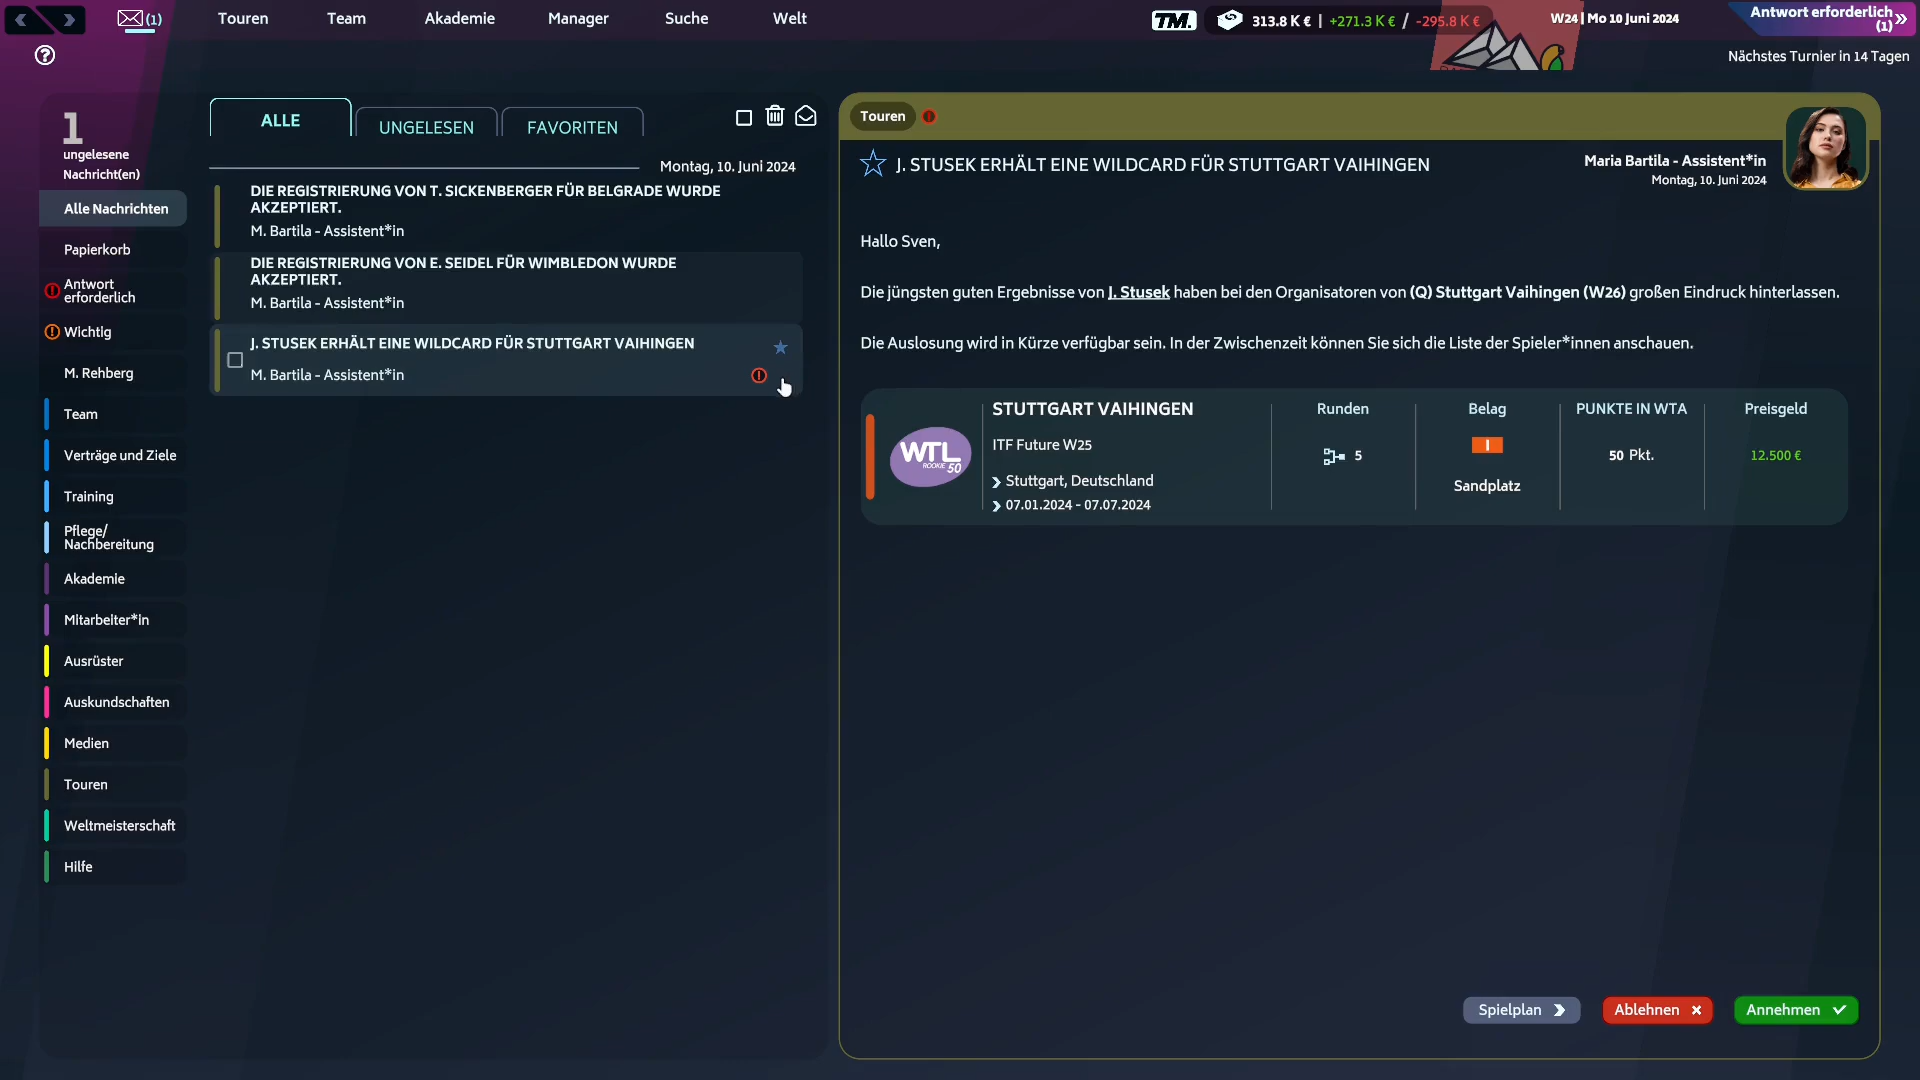 (1)
Touren
Team
Akademie
Manager
Suche
Welt
TM.
313.8 K € | +271.3 K € / -295.8 K €
W24 | Mo 10 Juni 2024
Antwort erforderlich
(1)
Nächstes Turnier in 14 Tagen
1
ungelesene
Nachricht(en)
Alle Nachrichten
Papierkorb
Antwort
erforderlich
Wichtig
M. Rehberg
Team
Verträge und Ziele
Training
Pflege/
Nachbereitung
Akademie
Mitarbeiter*in
Ausrüster
Auskundschaften
Medien
Touren
Weltmeisterschaft
Hilfe
ALLE
UNGELESEN
FAVORITEN
Montag, 10. Juni 2024
DIE REGISTRIERUNG VON T. SICKENBERGER FÜR BELGRADE WURDE
AKZEPTIERT.
M. Bartila - Assistent*in
DIE REGISTRIERUNG VON E. SEIDEL FÜR WIMBLEDON WURDE
AKZEPTIERT.
M. Bartila - Assistent*in
J. STUSEK ERHÄLT EINE WILDCARD FÜR STUTTGART VAIHINGEN
M. Bartila - Assistent*in
Touren
J. STUSEK ERHÄLT EINE WILDCARD FÜR STUTTGART VAIHINGEN
Maria Bartila - Assistent*in
Montag, 10. Juni 2024
Hallo Sven,
Die jüngsten guten Ergebnisse von J. Stusek haben bei den Organisatoren von (Q) Stuttgart Vaihingen (W26) großen Eindruck hinterlassen.
Die Auslosung wird in Kürze verfügbar sein. In der Zwischenzeit können Sie sich die Liste der Spieler*innen anschauen.
WTL
ROOKIE 50
STUTTGART VAIHINGEN
ITF Future W25
Stuttgart, Deutschland
07.01.2024 - 07.07.2024
Runden
5
Belag
Sandplatz
PUNKTE IN WTA
50 Pkt.
Preisgeld
12.500 €
Spielplan
Ablehnen
Annehmen